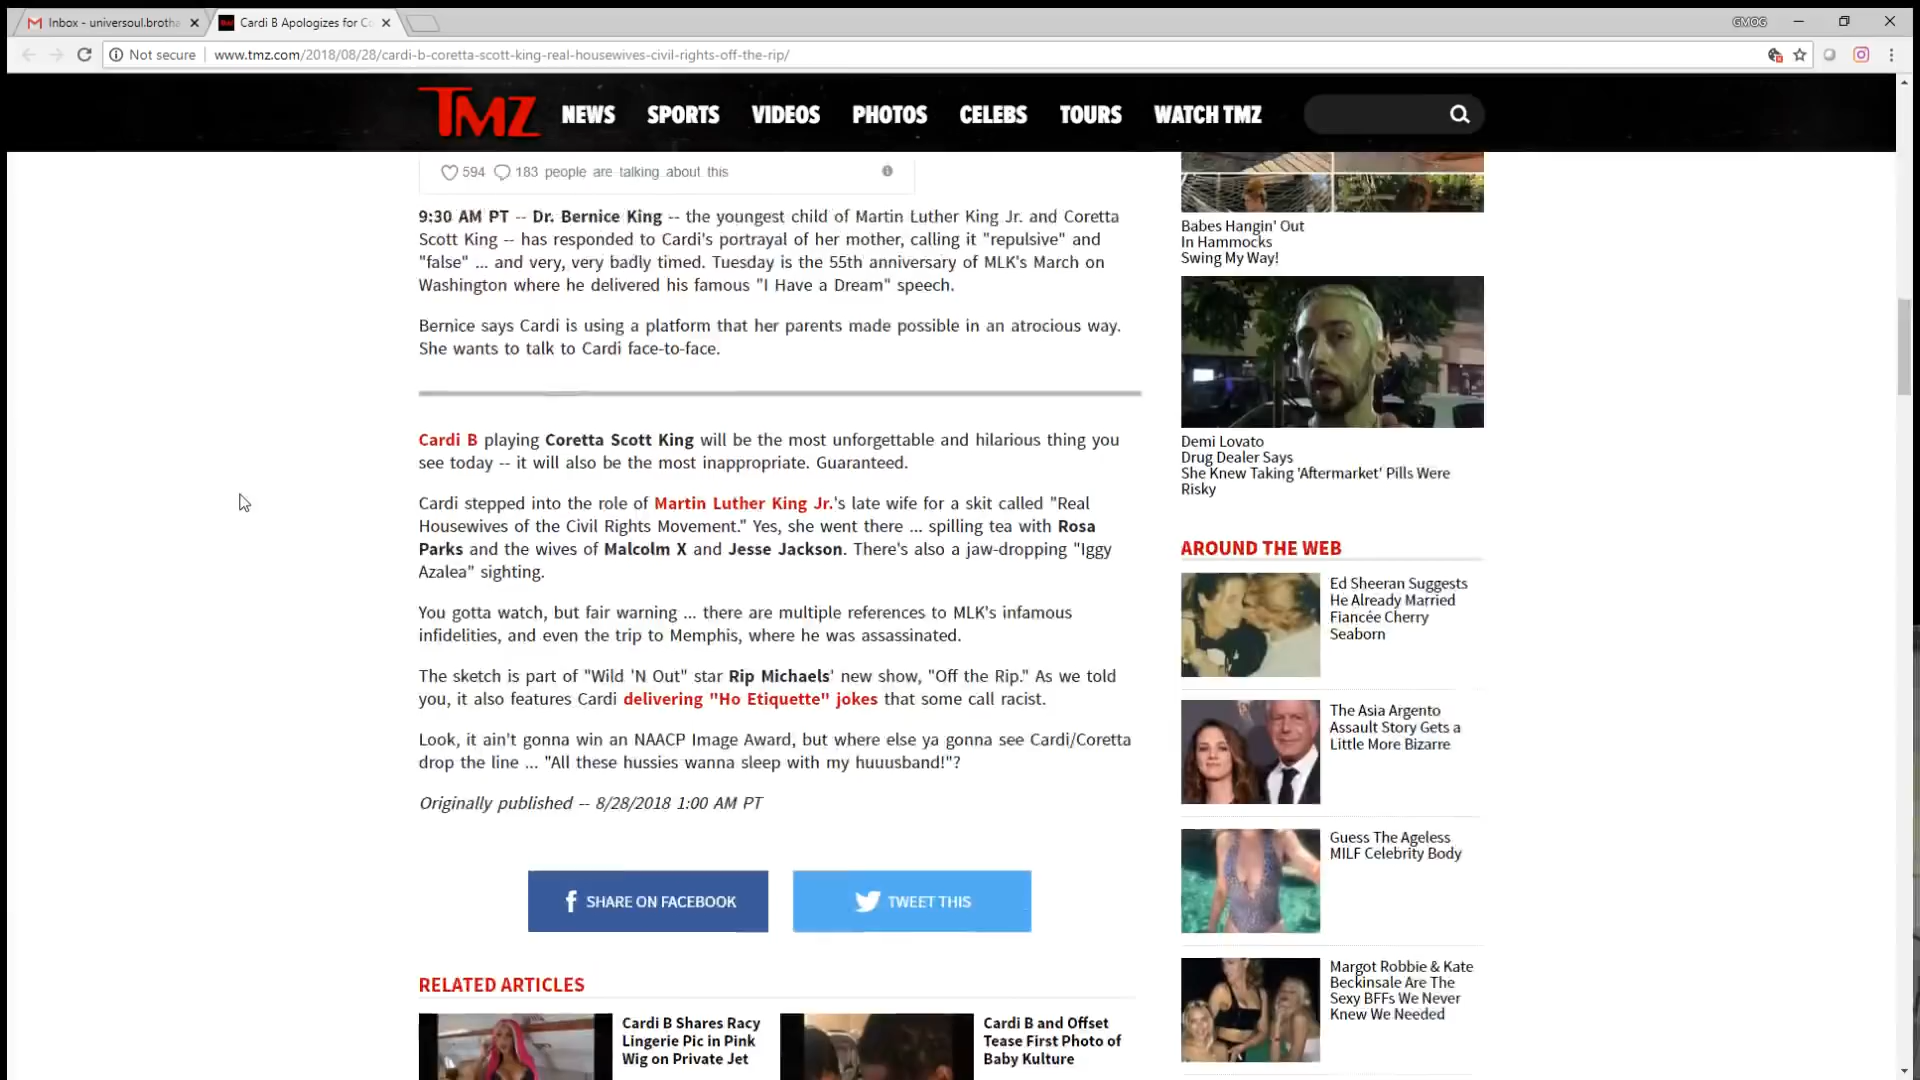 Inbox - universoul.brotha
Cardi B Apologizes for Co
GMOG
Not secure
www.tmz.com/2018/08/28/cardi-b-coretta-scott-king-real-housewives-civil-rights-off-the-rip/
TMZ NEWS SPORTS VIDEOS PHOTOS CELEBS TOURS WATCH TMZ
594 183 people are talking about this
9:30 AM PT -- Dr. Bernice King -- the youngest child of Martin Luther King Jr. and Coretta
Scott King -- has responded to Cardi's portrayal of her mother, calling it "repulsive" and
"false" ... and very, very badly timed. Tuesday is the 55th anniversary of MLK's March on
Washington where he delivered his famous "I Have a Dream" speech.
Bernice says Cardi is using a platform that her parents made possible in an atrocious way.
She wants to talk to Cardi face-to-face.
Cardi B playing Coretta Scott King will be the most unforgettable and hilarious thing you
see today -- it will also be the most inappropriate. Guaranteed.
Cardi stepped into the role of Martin Luther King Jr.'s late wife for a skit called "Real
Housewives of the Civil Rights Movement." Yes, she went there ... spilling tea with Rosa
Parks and the wives of Malcolm X and Jesse Jackson. There's also a jaw-dropping "Iggy
Azalea" sighting.
You gotta watch, but fair warning ... there are multiple references to MLK's infamous
infidelities, and even the trip to Memphis, where he was assassinated.
The sketch is part of "Wild 'N Out" star Rip Michaels' new show, "Off the Rip." As we told
you, it also features Cardi delivering "Ho Etiquette" jokes that some call racist.
Look, it ain't gonna win an NAACP Image Award, but where else ya gonna see Cardi/Coretta
drop the line ... "All these hussies wanna sleep with my huuusband!"?
Originally published -- 8/28/2018 1:00 AM PT
SHARE ON FACEBOOK
TWEET THIS
RELATED ARTICLES
Cardi B Shares Racy
Lingerie Pic in Pink
Wig on Private Jet
Cardi B and Offset
Tease First Photo of
Baby Kulture
Babes Hangin' Out
In Hammocks
Swing My Way!
Demi Lovato
Drug Dealer Says
She Knew Taking 'Aftermarket' Pills Were
Risky
AROUND THE WEB
Ed Sheeran Suggests
He Already Married
Fiancée Cherry
Seaborn
The Asia Argento
Assault Story Gets a
Little More Bizarre
Guess The Ageless
MILF Celebrity Body
Margot Robbie & Kate
Beckinsale Are The
Sexy BFFs We Never
Knew We Needed